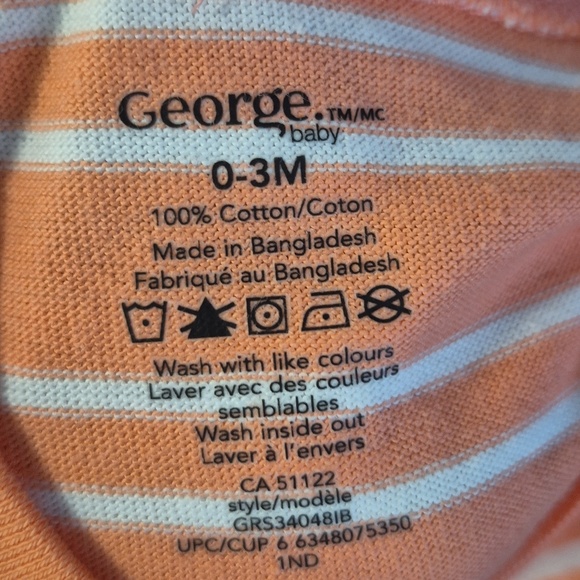 George.TM/MC
baby
0-3M
100% Cotton/Coton
Made in Bangladesh
Fabriqué au Bangladesh
Wash with like colours
Laver avec des couleurs
semblables
Wash inside out
Laver à l'envers
CA 51122
style/modèle
GRS34048IB
UPC/CUP 6 6348075350
1ND